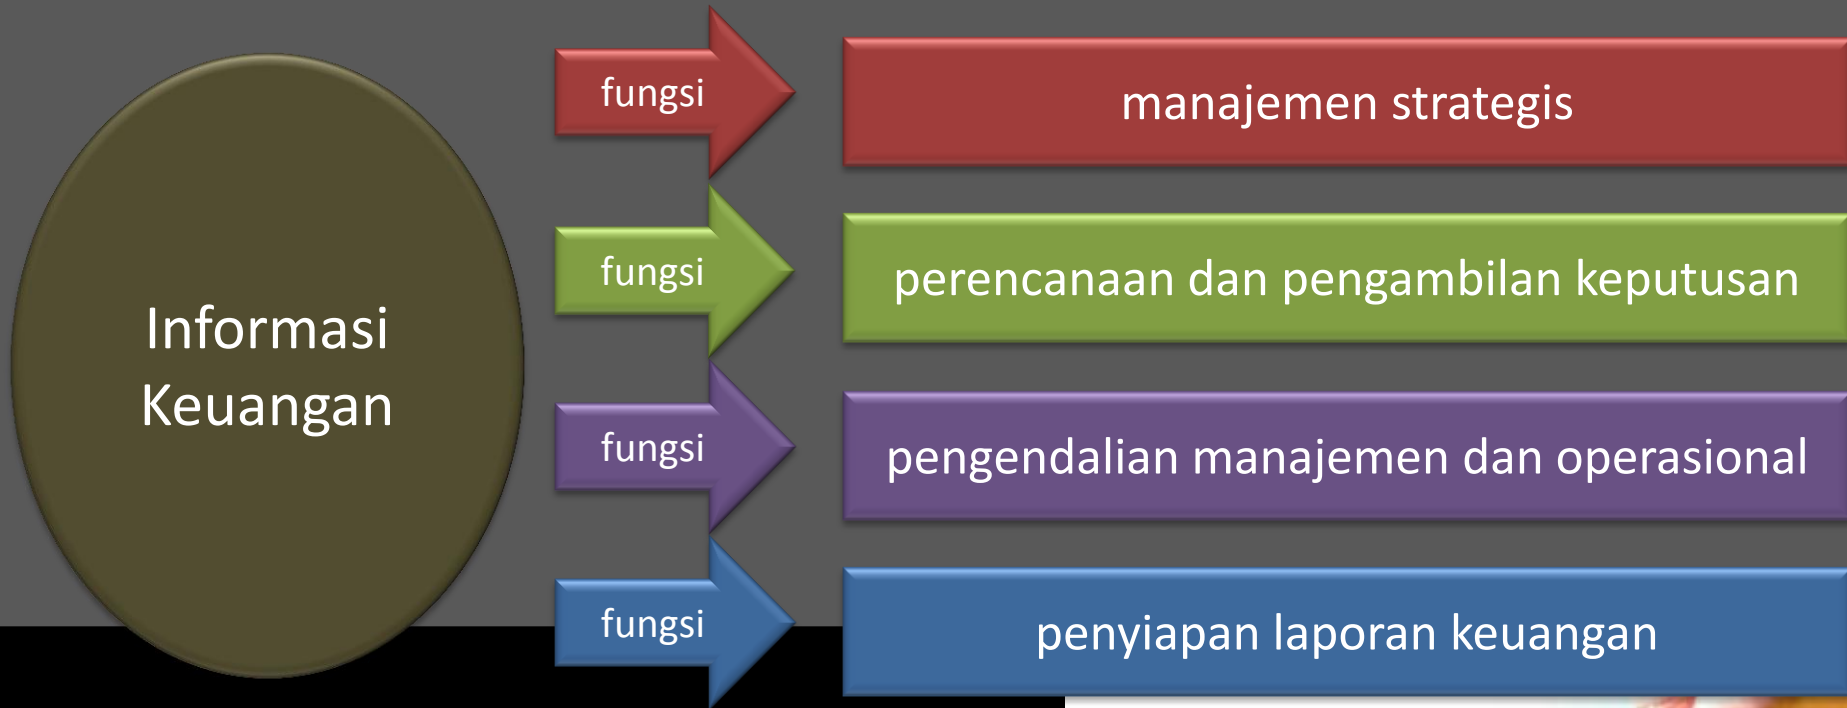 Informasi
Keuangan
fungsi
manajemen strategis
fungsi
perencanaan dan pengambilan keputusan
fungsi
pengendalian manajemen dan operasional
fungsi
penyiapan laporan keuangan